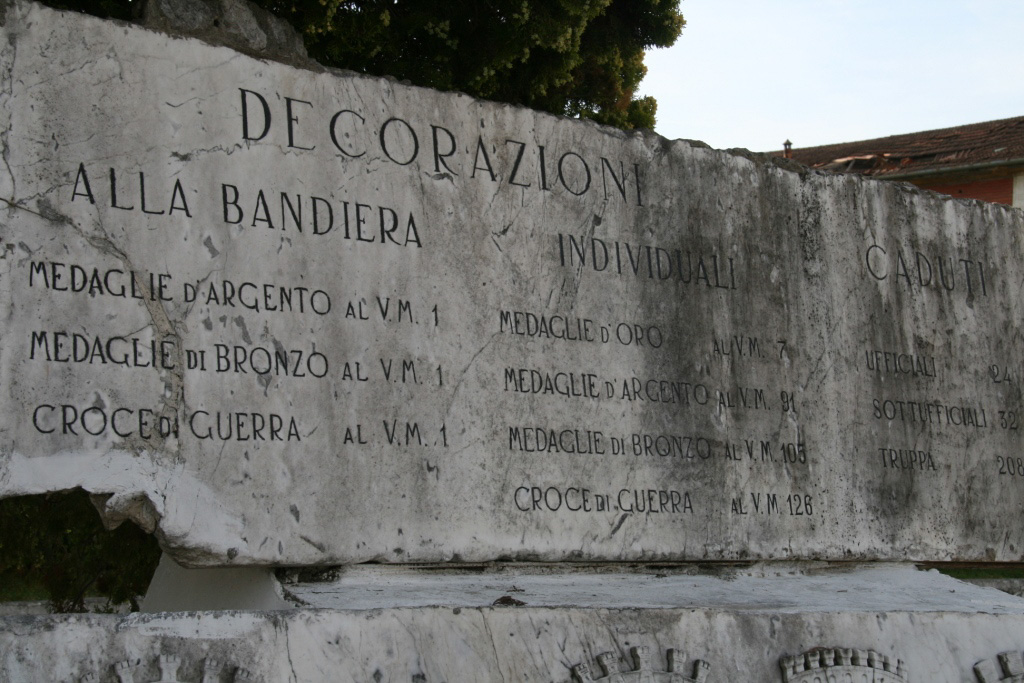 DECORAZIONI
ALLA BANDIERA
MEDAGLIE D'ARGENTO AL V.M. 1
MEDAGLIE DI BRONZO AL V.M. 1
CROCE DI GUERRA AL V.M. 1
INDIVIDUALI
MEDAGLIE D'ORO AL V.M. 7
MEDAGLIE D'ARGENTO AL V.M. 91
MEDAGLIE DI BRONZO AL V.M. 105
CROCE DI GUERRA AL V.M. 126
CADUTI
UFFICIALI 24
SOTTUFFICIALI 32
TRUPPA 208